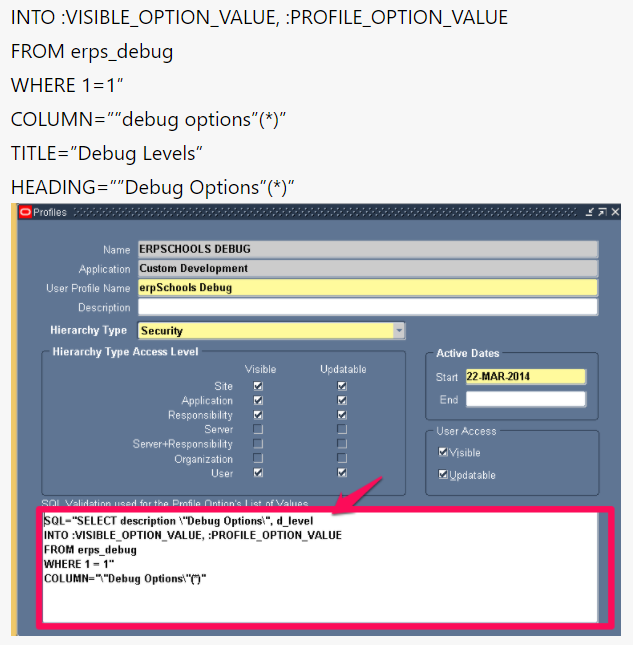 INTO :VISIBLE_OPTION_VALUE, :PROFILE_OPTION_VALUE
FROM erps_debug
WHERE 1=1”
COLUMN=””debug options”(*)”
TITLE=”Debug Levels”
HEADING=””Debug Options”(*)”
Profiles
Name ERPSCHOOLS DEBUG
Application Custom Development
User Profile Name erpSchools Debug
Description
Hierarchy Type Security
Hierarchy Type Access Level
Visible Updatable
Site
Application
Responsibility
Server
Server+Responsibility
Organization
User
Active Dates
Start 22-MAR-2014
End
User Access
Visible
Updatable
SQL Validation used for the Profile Option's List of Values
SQL="SELECT description \"Debug Options\", d_level
INTO :VISIBLE_OPTION_VALUE, :PROFILE_OPTION_VALUE
FROM erps_debug
WHERE 1 = 1"
COLUMN="\"Debug Options\"(*)"